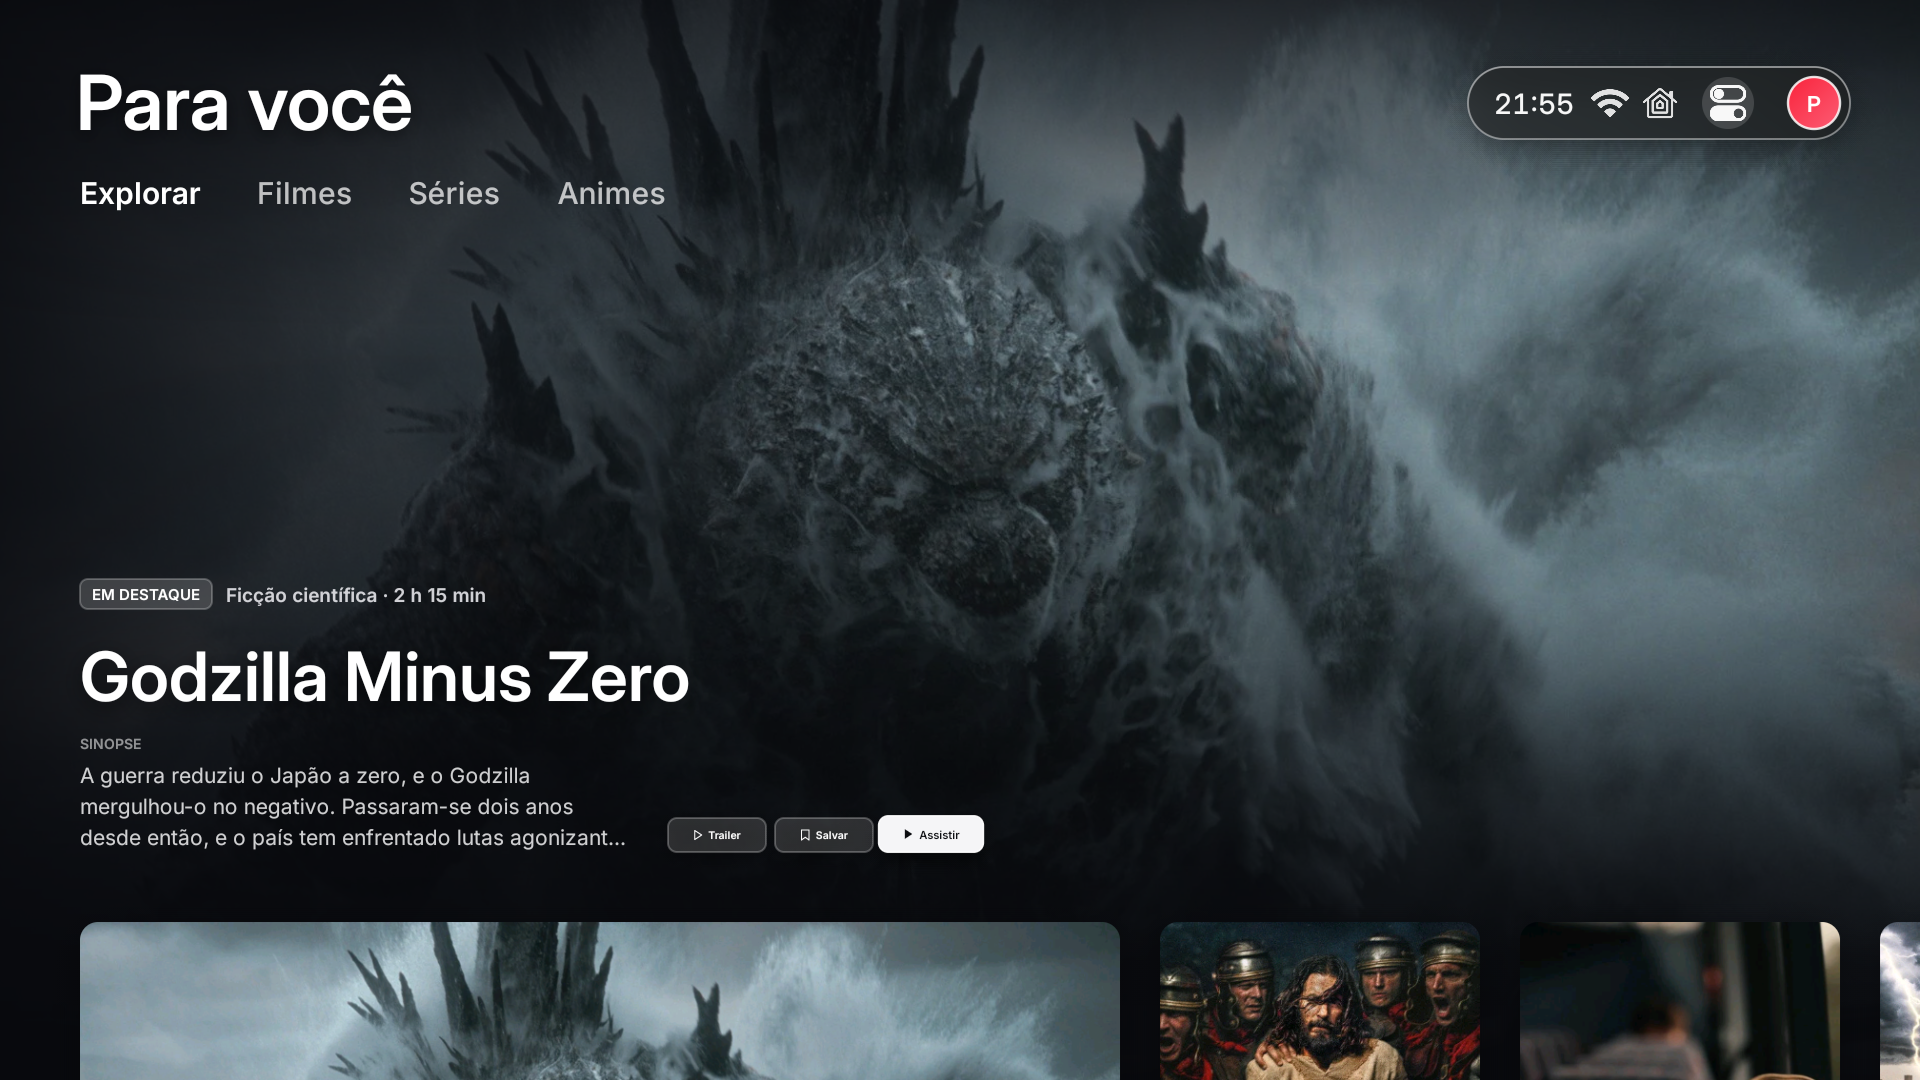 Para você
21:55
P
Explorar
Filmes
Séries
Animes
EM DESTAQUE
Ficção científica · 2 h 15 min
Godzilla Minus Zero
SINOPSE
A guerra reduziu o Japão a zero, e o Godzilla
mergulhou-o no negativo. Passaram-se dois anos
desde então, e o país tem enfrentado lutas agonizant...
Trailer
Salvar
Assistir